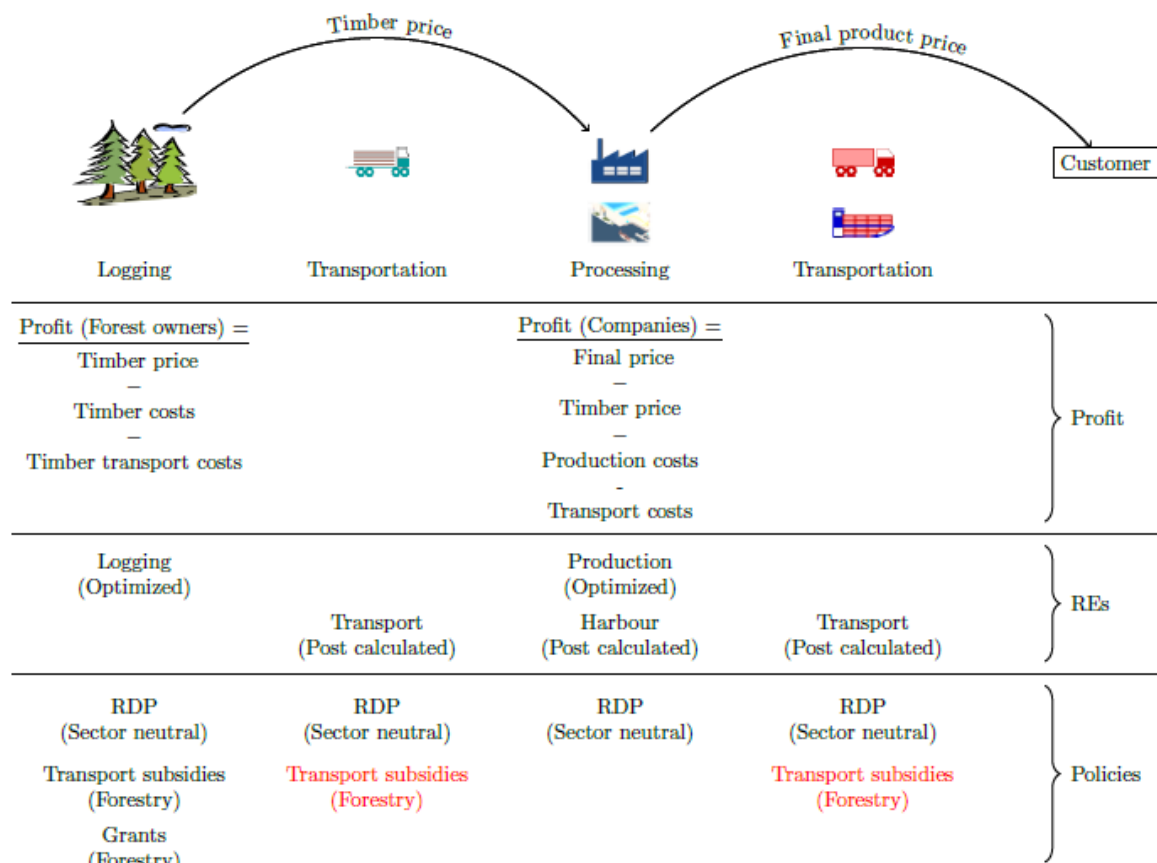 Timber price
Final product price
Customer
Logging
Transportation
Processing
Transportation
Profit (Forest owners) =
Timber price
–
Timber costs
–
Timber transport costs
Profit (Companies) =
Final price
–
Timber price
–
Production costs
-
Transport costs
Profit
Logging
(Optimized)
Production
(Optimized)
Transport
(Post calculated)
Harbour
(Post calculated)
Transport
(Post calculated)
REs
RDP
(Sector neutral)
RDP
(Sector neutral)
RDP
(Sector neutral)
RDP
(Sector neutral)
Transport subsidies
(Forestry)
Transport subsidies
(Forestry)
Transport subsidies
(Forestry)
Grants
(Forestry)
Policies